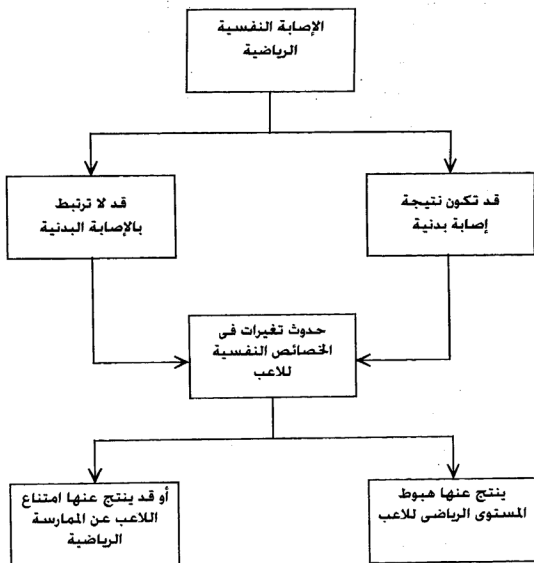 الإصابة النفسية
الرياضية
قد تكون نتيجة
إصابة بدنية
قد لا ترتبط
بالإصابة البدنية
حدوث تغيرات فى
الخصائص النفسية
للاعب
ينتج عنها هبوط
المستوى الرياضى للاعب
أو قد ينتج عنها امتناع
اللاعب عن الممارسة
الرياضية